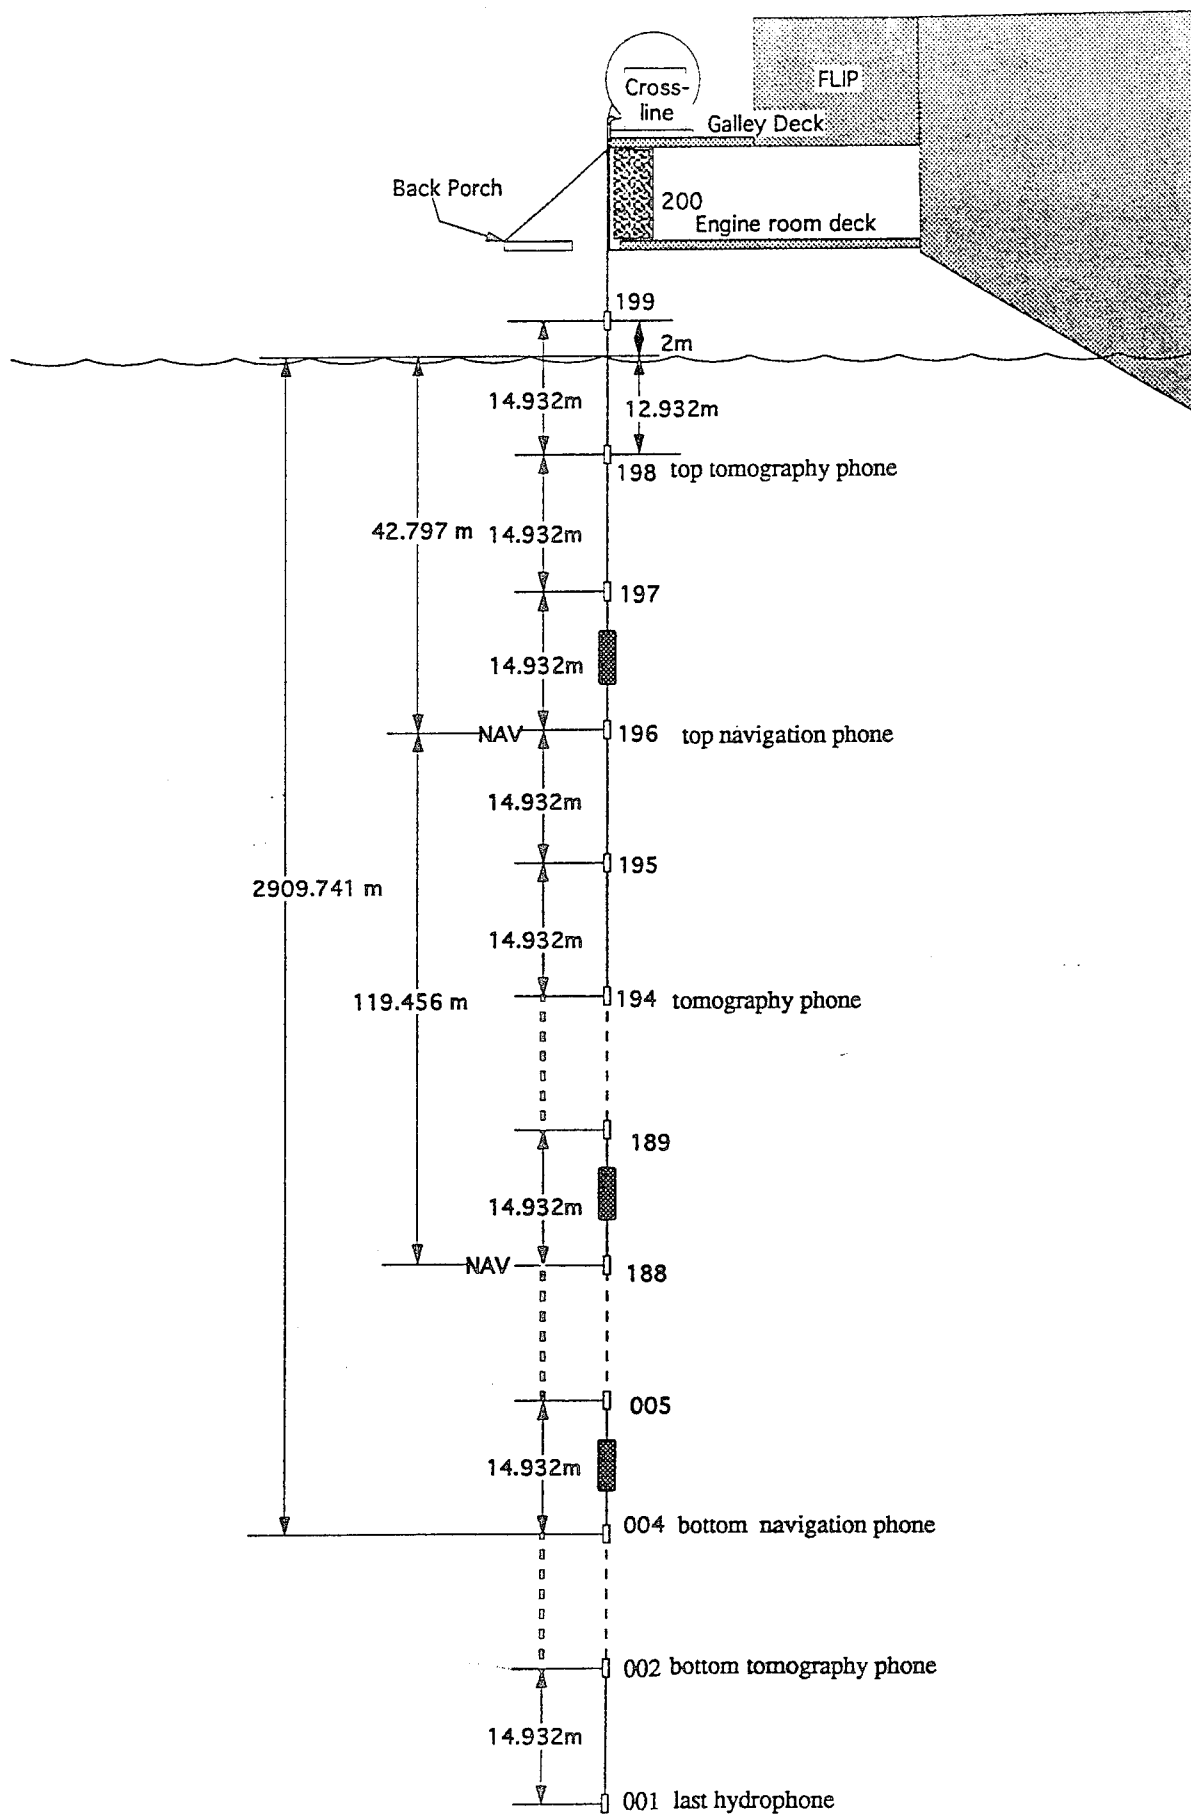 FLIP
Cross-
line
Galley Deck
Back Porch
200
Engine room deck
199
2m
14.932m
12.932m
198 top tomography phone
42.797 m
14.932m
197
14.932m
NAV
196 top navigation phone
14.932m
195
2909.741 m
14.932m
119.456 m
194 tomography phone
189
14.932m
NAV
188
005
14.932m
004 bottom navigation phone
002 bottom tomography phone
14.932m
001 last hydrophone